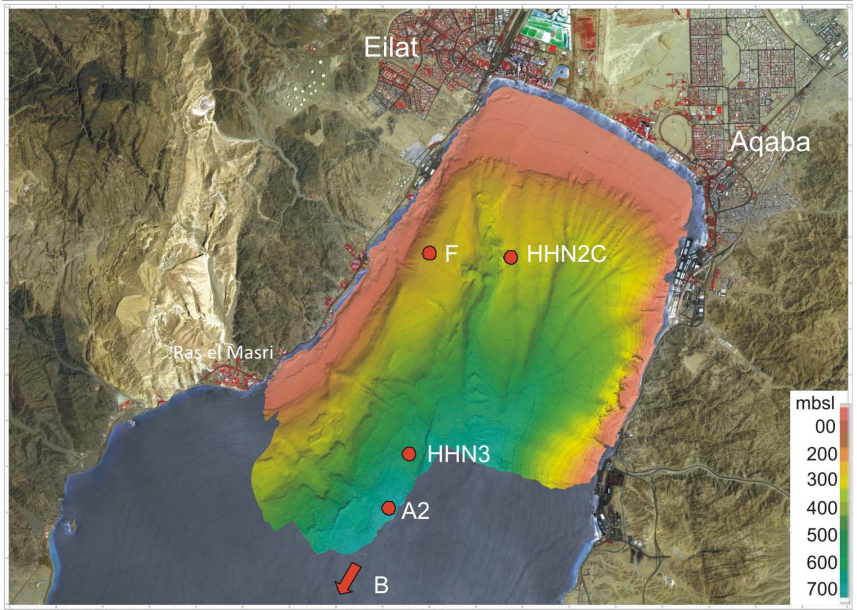 Eilat
Aqaba
F
HHN2C
Ras el Masri
HHN3
A2
B
mbsl
00
200
300
400
500
600
700